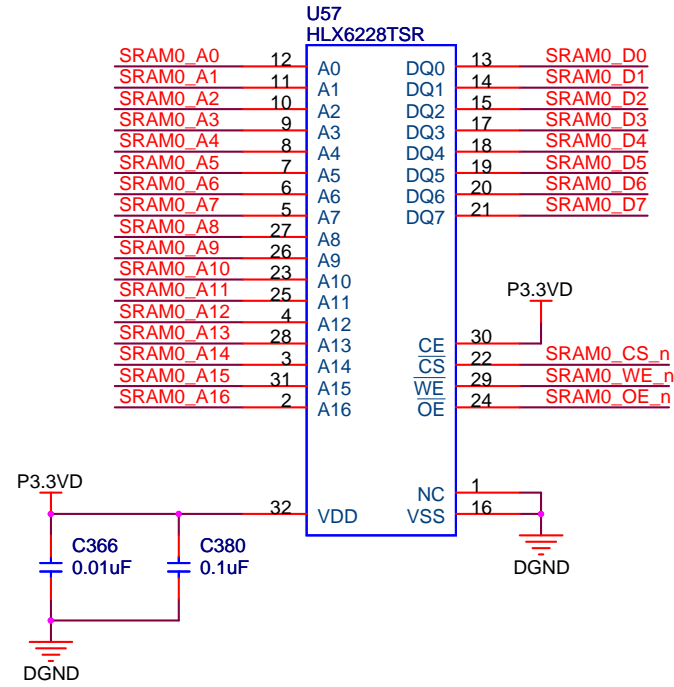 U57
HLX6228TSR
SRAM0_A0 12 A0 DQ0 13 SRAM0_D0
SRAM0_A1 11 A1 DQ1 14 SRAM0_D1
SRAM0_A2 10 A2 DQ2 15 SRAM0_D2
SRAM0_A3 9 A3 DQ3 17 SRAM0_D3
SRAM0_A4 8 A4 DQ4 18 SRAM0_D4
SRAM0_A5 7 A5 DQ5 19 SRAM0_D5
SRAM0_A6 6 A6 DQ6 20 SRAM0_D6
SRAM0_A7 5 A7 DQ7 21 SRAM0_D7
SRAM0_A8 27 A8
SRAM0_A9 26 A9
SRAM0_A10 23 A10
SRAM0_A11 25 A11
P3.3VD
SRAM0_A12 4 A12
SRAM0_A13 28 A13 CE 30
SRAM0_A14 3 A14 CS 22 SRAM0_CS_n
SRAM0_A15 31 A15 WE 29 SRAM0_WE_n
SRAM0_A16 2 A16 OE 24 SRAM0_OE_n
P3.3VD
NC 1
32 VDD VSS 16
C366 C380
0.01uF 0.1uF
DGND
DGND